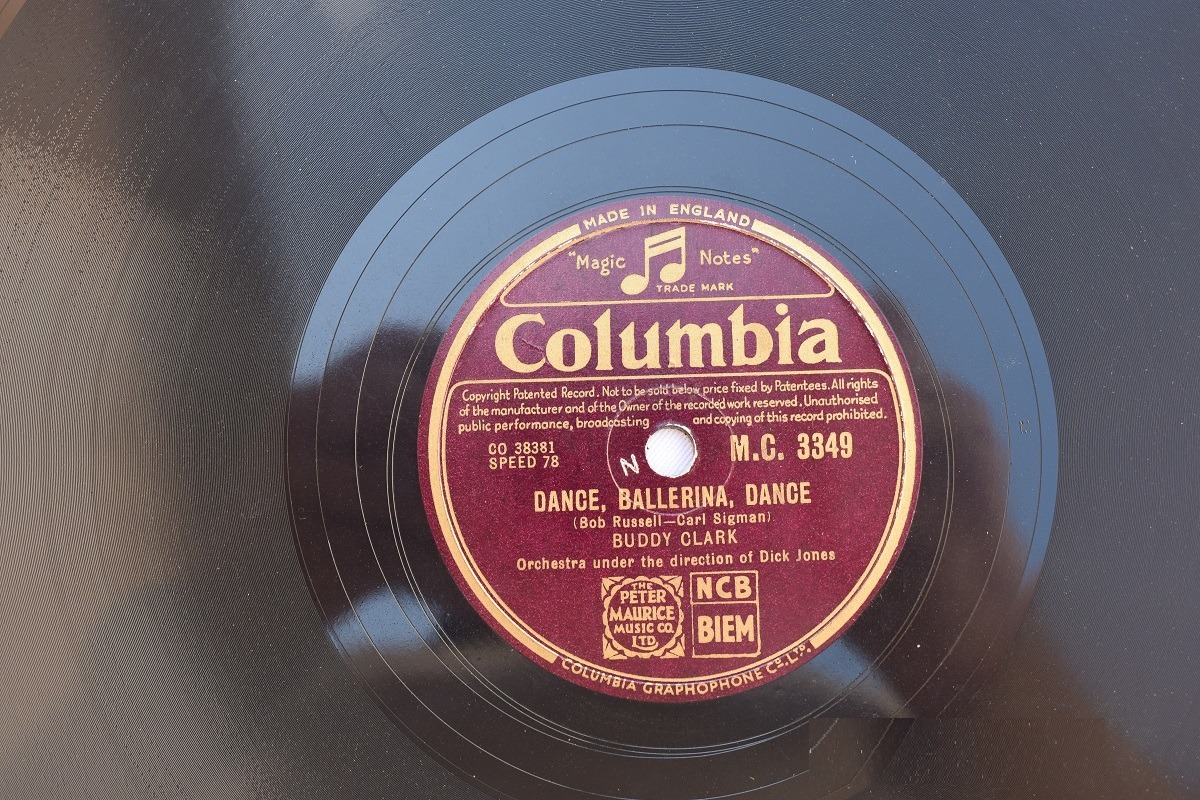 MADE IN ENGLAND
"Magic Notes"
TRADE MARK
Columbia
Copyright Patented Record. Not to be sold below price fixed by Patentees. All rights
of the manufacturer and of the Owner of the recorded work reserved. Unauthorised
public performance, broadcasting and copying of this record prohibited.
CO 38381
SPEED 78
M.C. 3349
N
DANCE, BALLERINA, DANCE
(Bob Russell—Carl Sigman)
BUDDY CLARK
Orchestra under the direction of Dick Jones
THE
PETER
MAURICE
MUSIC CO.
LTD.
NCB
BIEM
COLUMBIA GRAPHOPHONE Co. LTD.